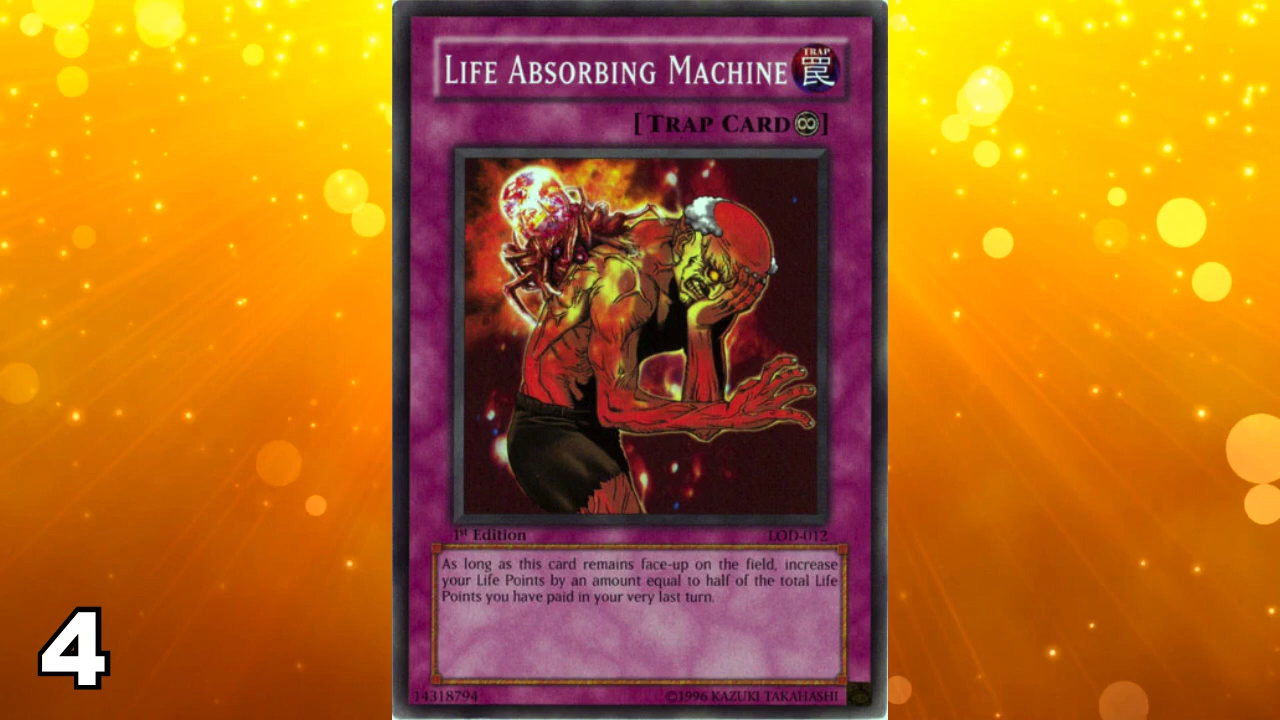 LIFE ABSORBING MACHINE
TRAP
罠
[TRAP CARD∞]
1st Edition
LOD-012
As long as this card remains face-up on the field, increase
your Life Points by an amount equal to half of the total Life
Points you have paid in your very last turn.
14318794
©1996 KAZUKI TAKAHASHI
4